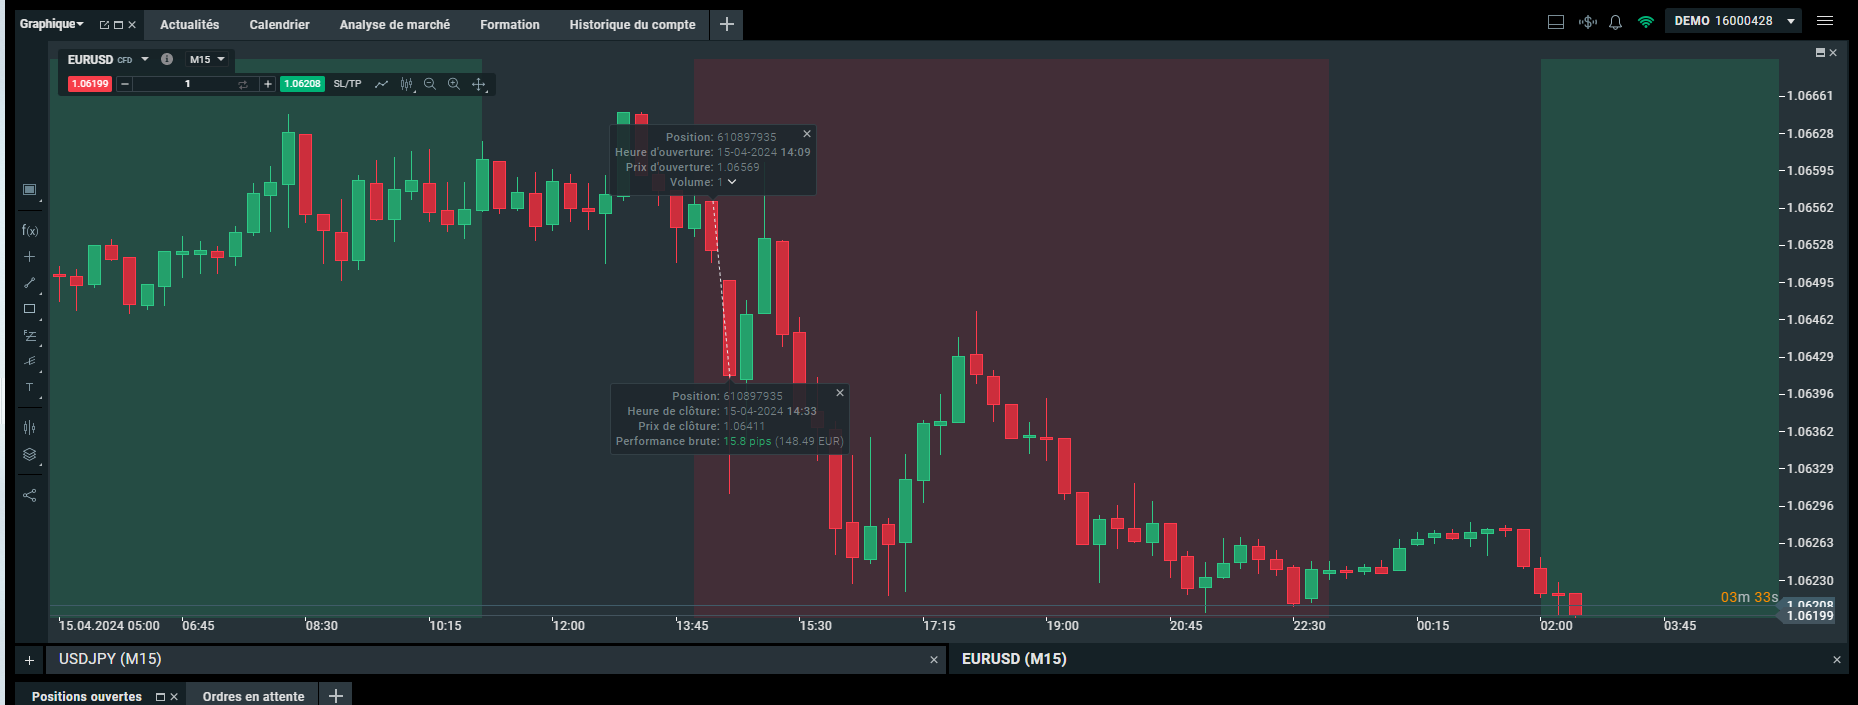 Graphique
Actualités
Calendrier
Analyse de marché
Formation
Historique du compte
DEMO 16000428
EURUSD CFD
M15
1.06199
1
1.06208
SL/TP
f(x)
T
Position: 610897935
Heure d'ouverture: 15-04-2024 14:09
Prix d'ouverture: 1.06569
Volume: 1
Position: 610897935
Heure de clôture: 15-04-2024 14:33
Prix de clôture: 1.06411
Performance brute: 15.8 pips (148.49 EUR)
1.06661
1.06628
1.06595
1.06562
1.06528
1.06495
1.06462
1.06429
1.06396
1.06362
1.06329
1.06296
1.06263
1.06230
03m 33s
1.06208
1.06199
15.04.2024 05:00
06:45
08:30
10:15
12:00
13:45
15:30
17:15
19:00
20:45
22:30
00:15
02:00
03:45
USDJPY (M15)
EURUSD (M15)
Positions ouvertes
Ordres en attente